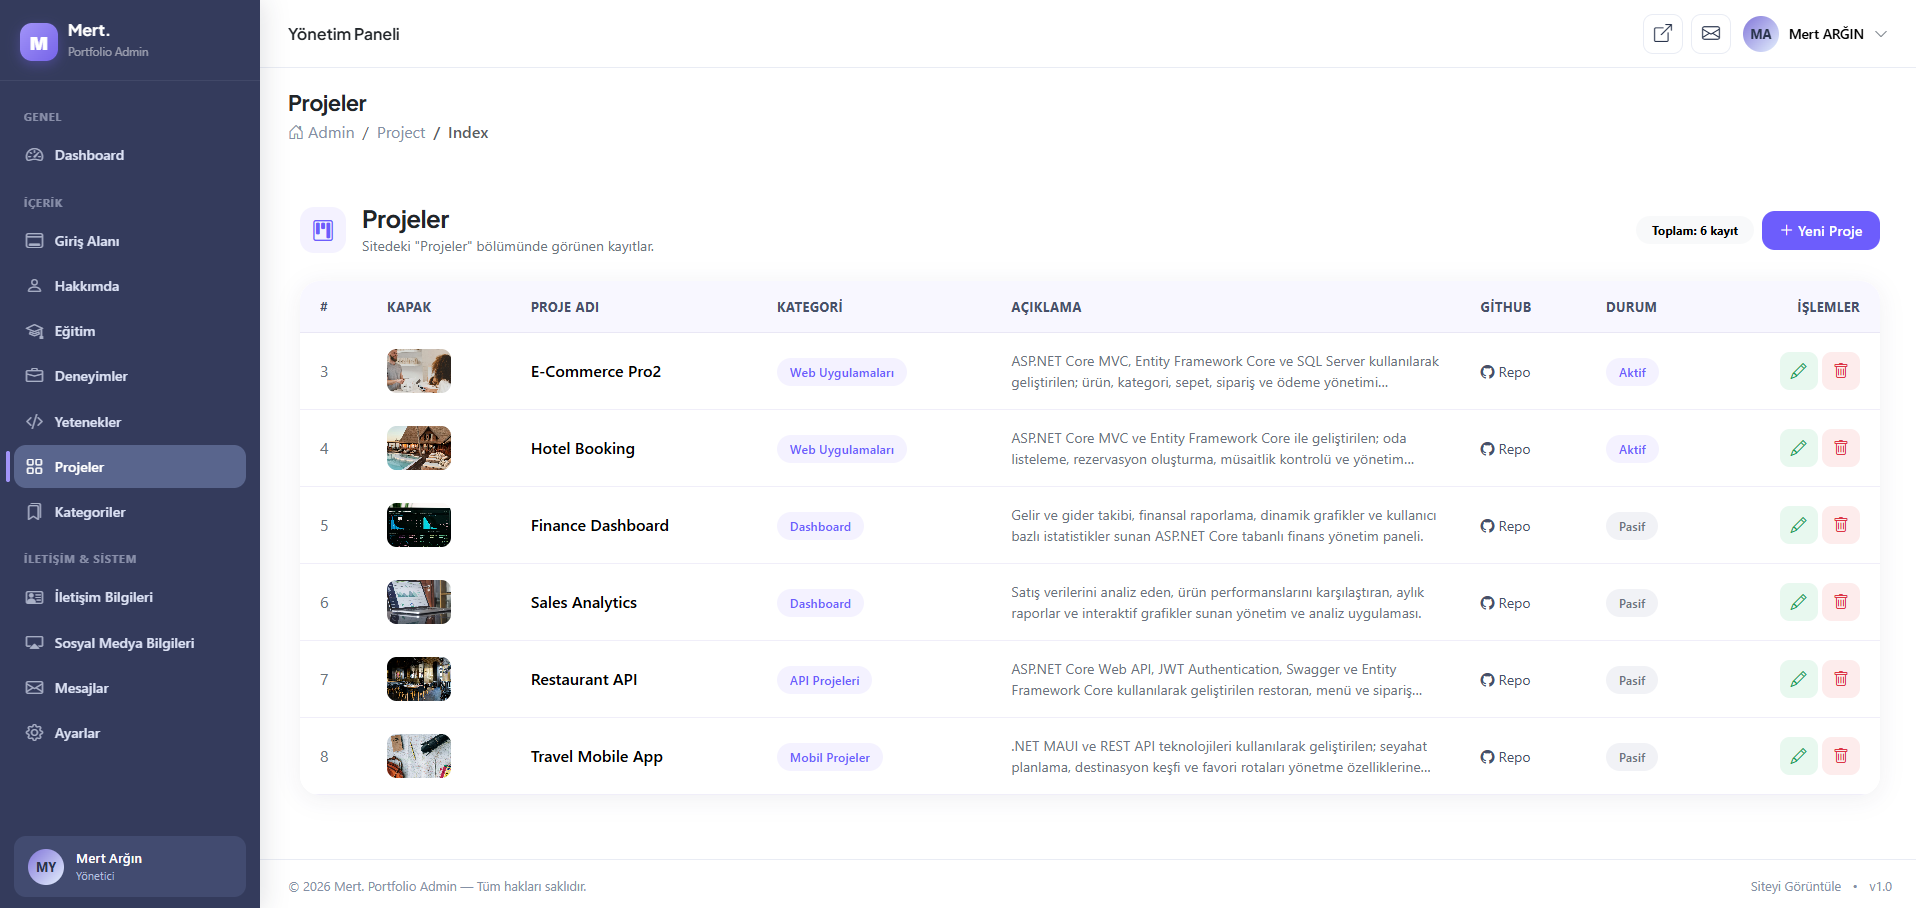 M
Mert.
Portfolio Admin
GENEL
Dashboard
İÇERİK
Giriş Alanı
Hakkımda
Eğitim
Deneyimler
Yetenekler
Projeler
Kategoriler
İLETİŞİM & SİSTEM
İletişim Bilgileri
Sosyal Medya Bilgileri
Mesajlar
Ayarlar
MY
Mert Arğın
Yönetici
Yönetim Paneli
MA Mert ARĞIN
Projeler
Admin / Project / Index
Projeler
Sitedeki "Projeler" bölümünde görünen kayıtlar.
Toplam: 6 kayıt
+ Yeni Proje
# KAPAK PROJE ADI KATEGORİ AÇIKLAMA GİTHUB DURUM İŞLEMLER
3 E-Commerce Pro2 Web Uygulamaları
ASP.NET Core MVC, Entity Framework Core ve SQL Server kullanılarak
geliştirilen; ürün, kategori, sepet, sipariş ve ödeme yönetimi...
Repo Aktif
4 Hotel Booking Web Uygulamaları
ASP.NET Core MVC ve Entity Framework Core ile geliştirilen; oda
listeleme, rezervasyon oluşturma, müsaitlik kontrolü ve yönetim...
Repo Aktif
5 Finance Dashboard Dashboard
Gelir ve gider takibi, finansal raporlama, dinamik grafikler ve kullanıcı
bazlı istatistikler sunan ASP.NET Core tabanlı finans yönetim paneli.
Repo Pasif
6 Sales Analytics Dashboard
Satış verilerini analiz eden, ürün performanslarını karşılaştıran, aylık
raporlar ve interaktif grafikler sunan yönetim ve analiz uygulaması.
Repo Pasif
7 Restaurant API API Projeleri
ASP.NET Core Web API, JWT Authentication, Swagger ve Entity
Framework Core kullanılarak geliştirilen restoran, menü ve sipariş...
Repo Pasif
8 Travel Mobile App Mobil Projeler
.NET MAUI ve REST API teknolojileri kullanılarak geliştirilen; seyahat
planlama, destinasyon keşfi ve favori rotaları yönetme özelliklerine...
Repo Pasif
© 2026 Mert. Portfolio Admin — Tüm hakları saklıdır.
Siteyi Görüntüle • v1.0